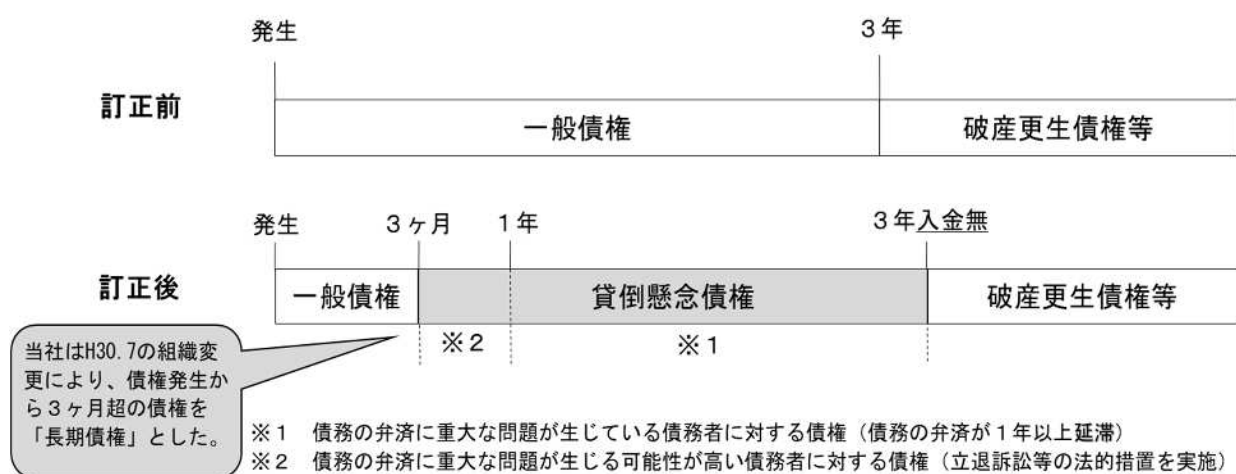 発生 3年
訂正前 一般債権 破産更生債権等
発生 3ヶ月 1年 3年入金無
訂正後 一般債権 貸倒懸念債権 破産更生債権等
※2 ※1
当社はH30.7の組織変
更により、債権発生か
ら3ヶ月超の債権を
「長期債権」とした。
※1 債務の弁済に重大な問題が生じている債務者に対する債権(債務の弁済が1年以上延滞)
※2 債務の弁済に重大な問題が生じる可能性が高い債務者に対する債権(立退訴訟等の法的措置を実施)